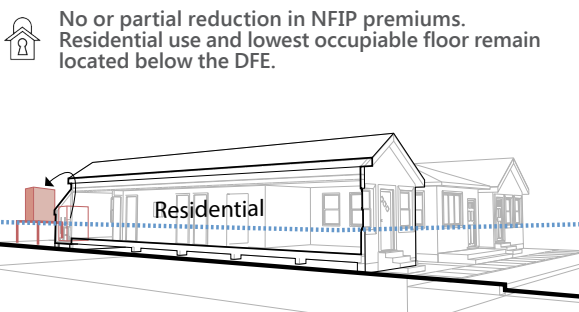 No or partial reduction in NFIP premiums.
Residential use and lowest occupiable floor remain
located below the DFE.
Residential